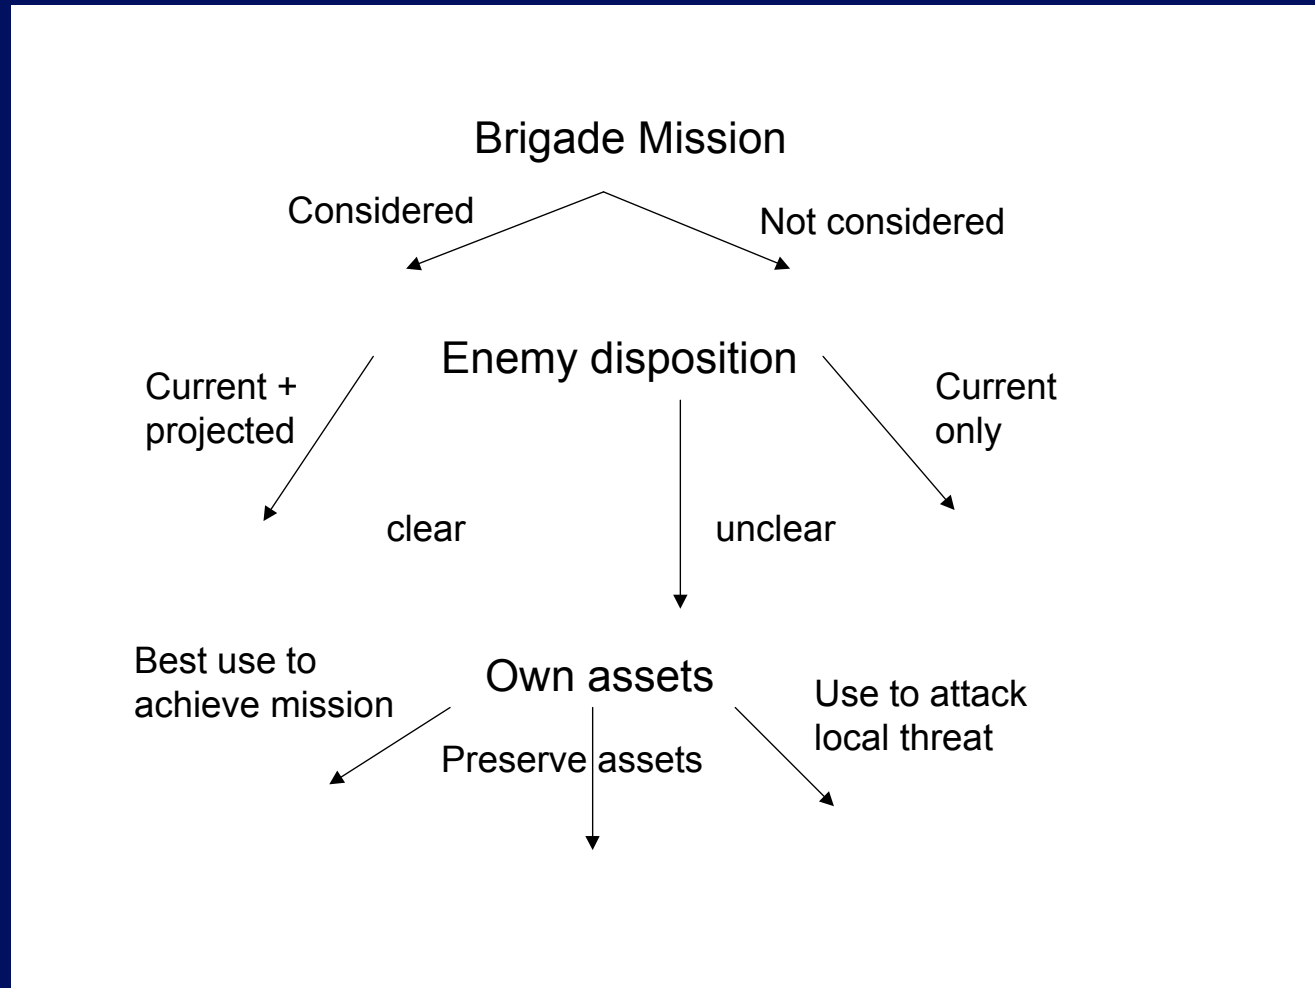 Brigade Mission
Considered
Not considered
Enemy disposition
Current +
projected
Current
only
clear
unclear
Best use to
achieve mission
Own assets
Use to attack
local threat
Preserve assets